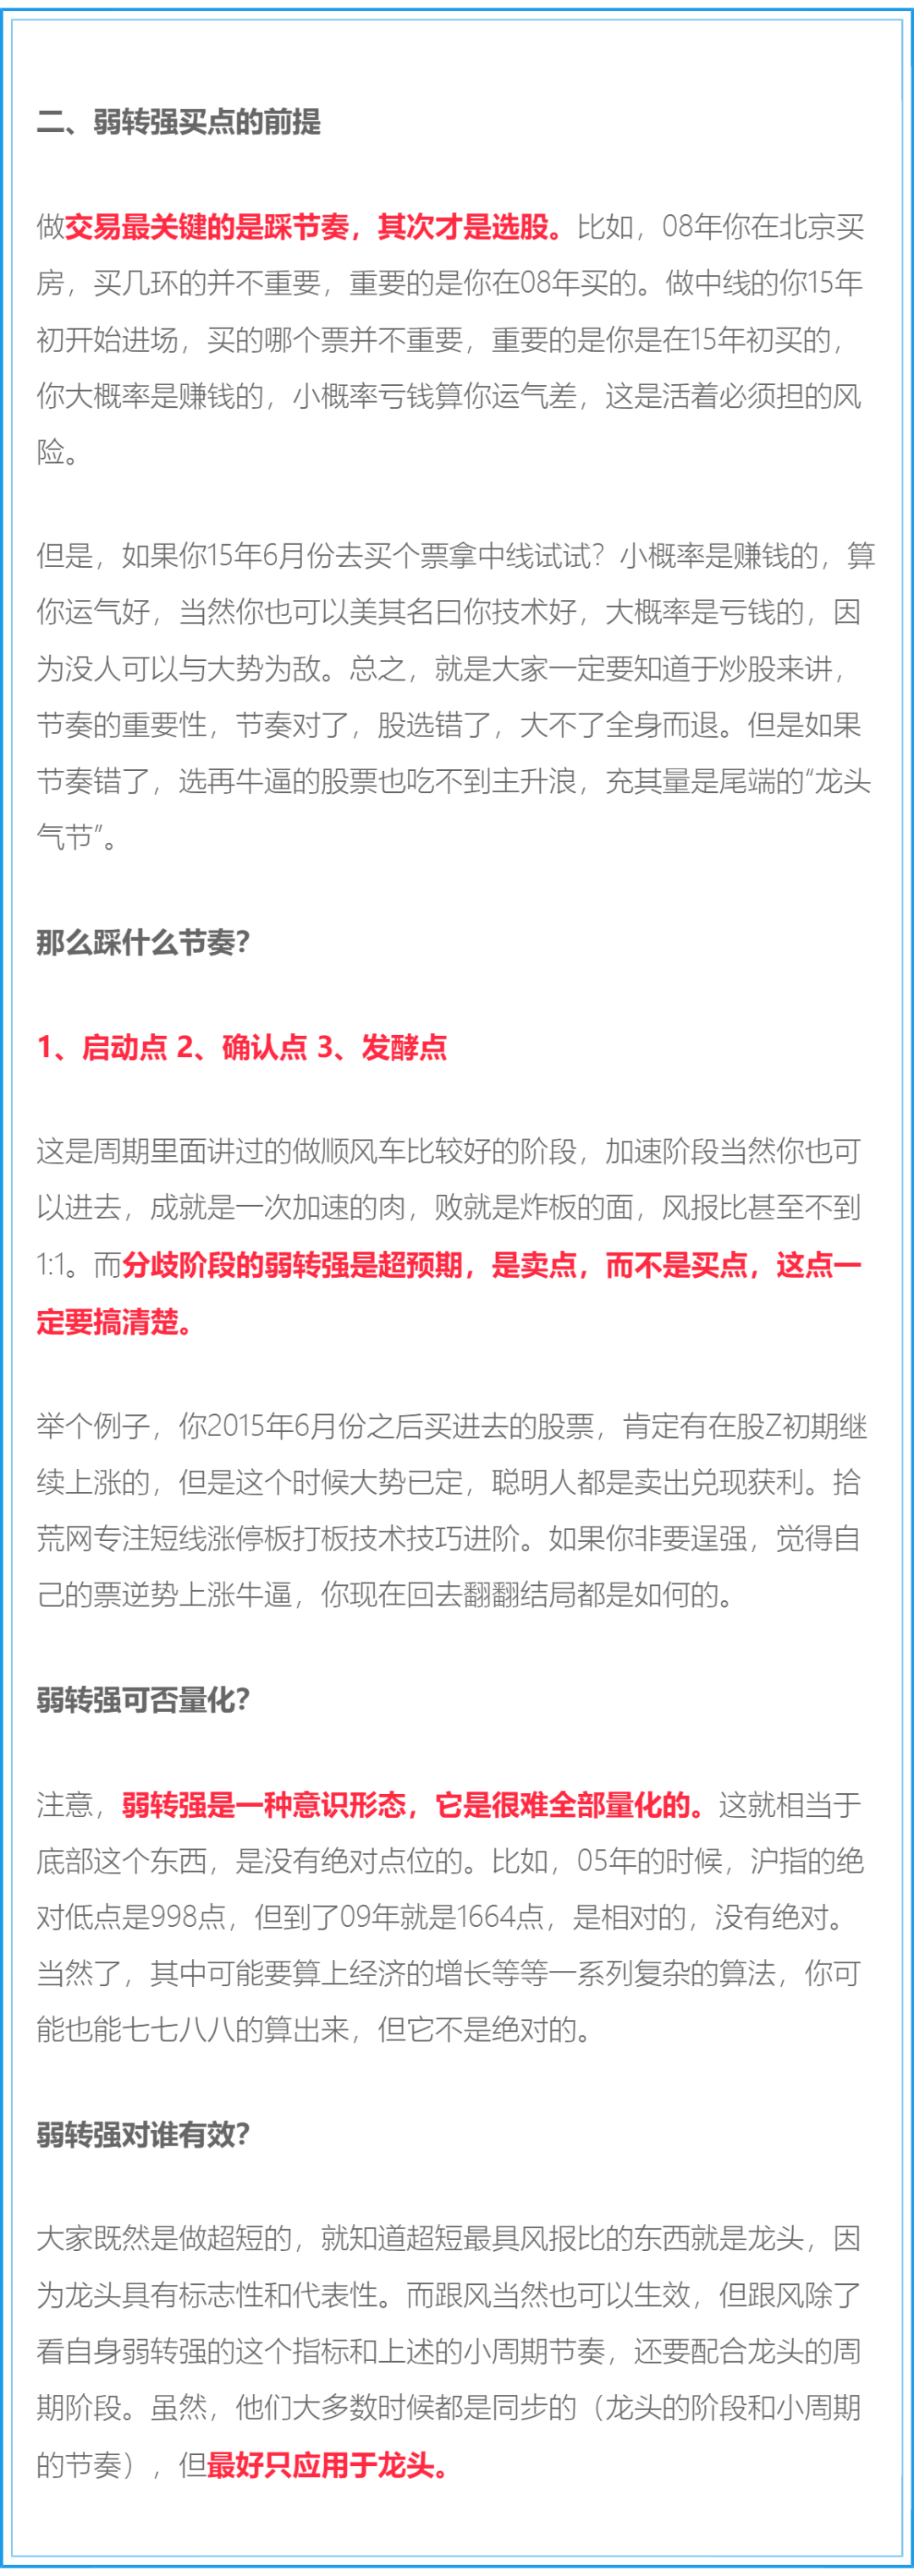 二、弱转强买点的前提
做交易最关键的是踩节奏，其次才是选股。比如，08年你在北京买
房，买几环的并不重要，重要的是你在08年买的。做中线的你15年
初开始进场，买的哪个票并不重要，重要的是你是在15年初买的，
你大概率是赚钱的，小概率亏钱算你运气差，这是活着必须担的风
险。
但是，如果你15年6月份去买个票拿中线试试？小概率是赚钱的，算
你运气好，当然你也可以美其名曰你技术好，大概率是亏钱的，因
为没人可以与大势为敌。总之，就是大家一定要知道于炒股来讲，
节奏的重要性，节奏对了，股选错了，大不了全身而退。但是如果
节奏错了，选再牛逼的股票也吃不到主升浪，充其量是尾端的“龙头
气节”。
那么踩什么节奏？
1、启动点 2、确认点 3、发酵点
这是周期里面讲过的做顺风车比较好的阶段，加速阶段当然你也可
以进去，成就是一次加速的肉，败就是炸板的面，风报比甚至不到
1:1。而分歧阶段的弱转强是超预期，是卖点，而不是买点，这点一
定要搞清楚。
举个例子，你2015年6月份之后买进去的股票，肯定有在股Z初期继
续上涨的，但是这个时候大势已定，聪明人都是卖出兑现获利。拾
荒网专注短线涨停板打板技术技巧进阶。如果你非要逞强，觉得自
己的票逆势上涨牛逼，你现在回去翻翻结局都是如何的。
弱转强可否量化？
注意，弱转强是一种意识形态，它是很难全部量化的。这就相当于
底部这个东西，是没有绝对点位的。比如，05年的时候，沪指的绝
对低点是998点，但到了09年就是1664点，是相对的，没有绝对。
当然了，其中可能要算上经济的增长等等一系列复杂的算法，你可
能也能七七八八的算出来，但它不是绝对的。
弱转强对谁有效？
大家既然是做超短的，就知道超短最具风报比的东西就是龙头，因
为龙头具有标志性和代表性。而跟风当然也可以生效，但跟风除了
看自身弱转强的这个指标和上述的小周期节奏，还要配合龙头的周
期阶段。虽然，他们大多数时候都是同步的（龙头的阶段和小周期
的节奏），但最好只应用于龙头。